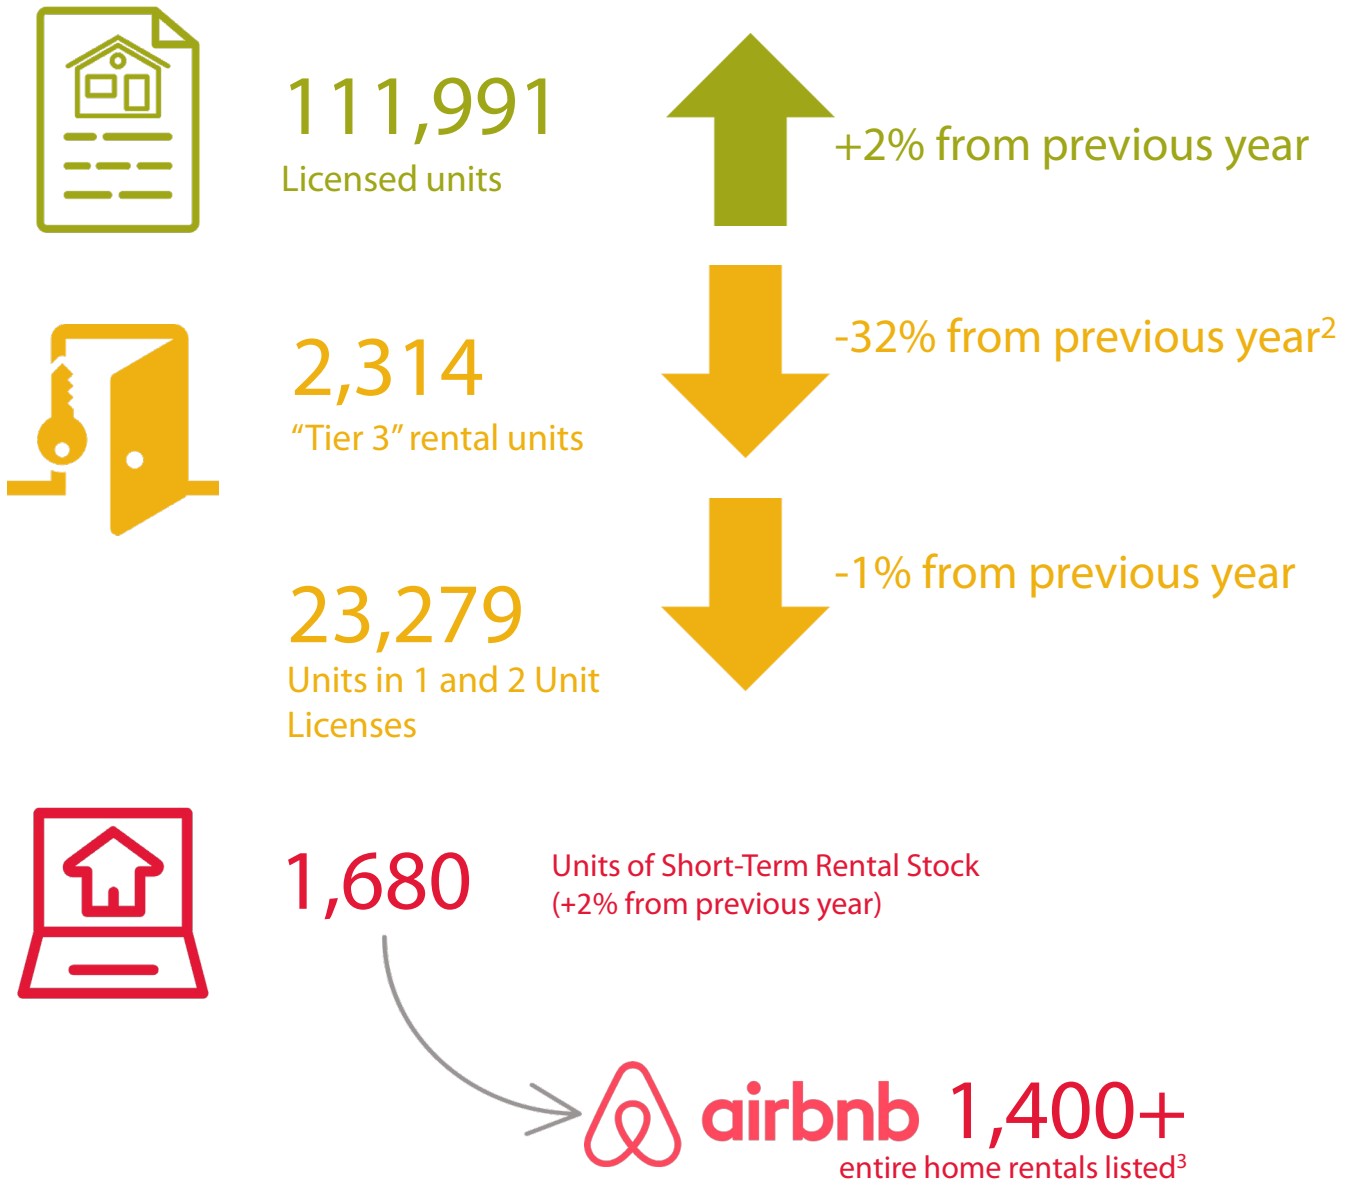 111,991
Licensed units
+2% from previous year
2,314
“Tier 3” rental units
-32% from previous year²
23,279
Units in 1 and 2 Unit
Licenses
-1% from previous year
1,680
Units of Short-Term Rental Stock
(+2% from previous year)
airbnb 1,400+
entire home rentals listed³